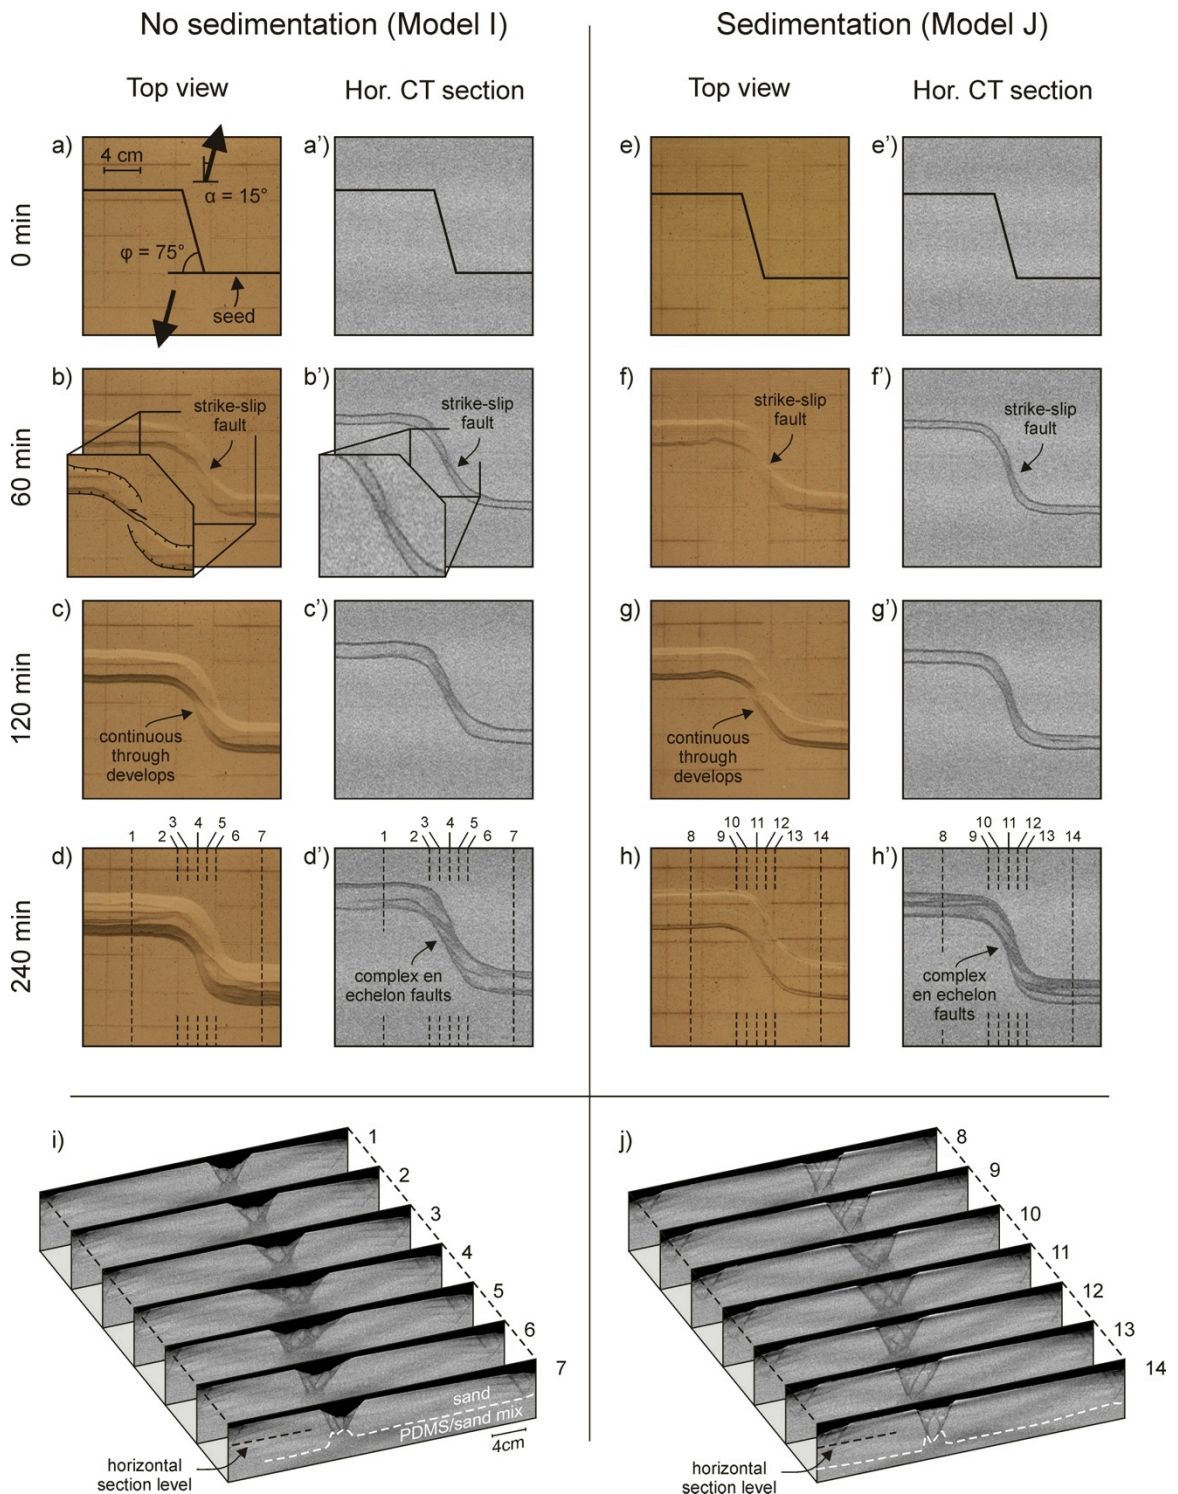 No sedimentation (Model I)
Sedimentation (Model J)
Top view
Hor. CT section
Top view
Hor. CT section
0 min
a)
4 cm
α = 15°
φ = 75°
seed
a')
e)
e')
60 min
b)
strike-slip
fault
b')
strike-slip
fault
f)
strike-slip
fault
f')
strike-slip
fault
120 min
c)
continuous
through
develops
c')
g)
continuous
through
develops
g')
240 min
d)
1 2 3 4 5 6 7
d')
1 2 3 4 5 6 7
complex en
echelon faults
h)
8 9 10 11 12 13 14
h')
8 9 10 11 12 13 14
complex
en echelon
faults
i)
1
2
3
4
5
6
7
sand
PDMS/sand mix
4cm
horizontal
section level
j)
8
9
10
11
12
13
14
horizontal
section level